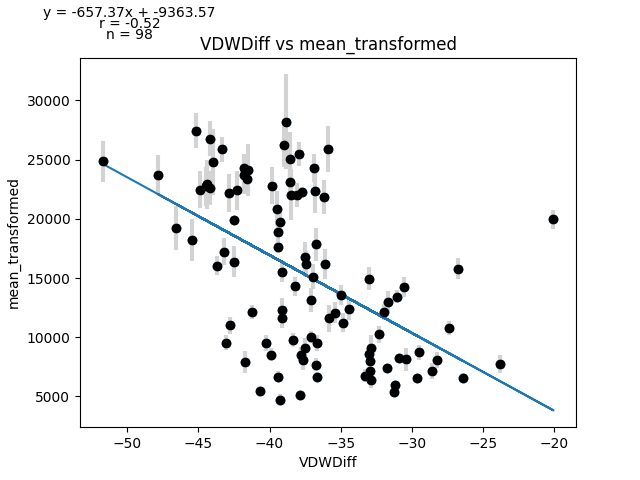 y = -657.37x + -9363.57
r = -0.52
n = 98
VDWDiff vs mean_transformed
mean_transformed
30000
25000
20000
15000
10000
5000
−50 −45 −40 −35 −30 −25 −20
VDWDiff